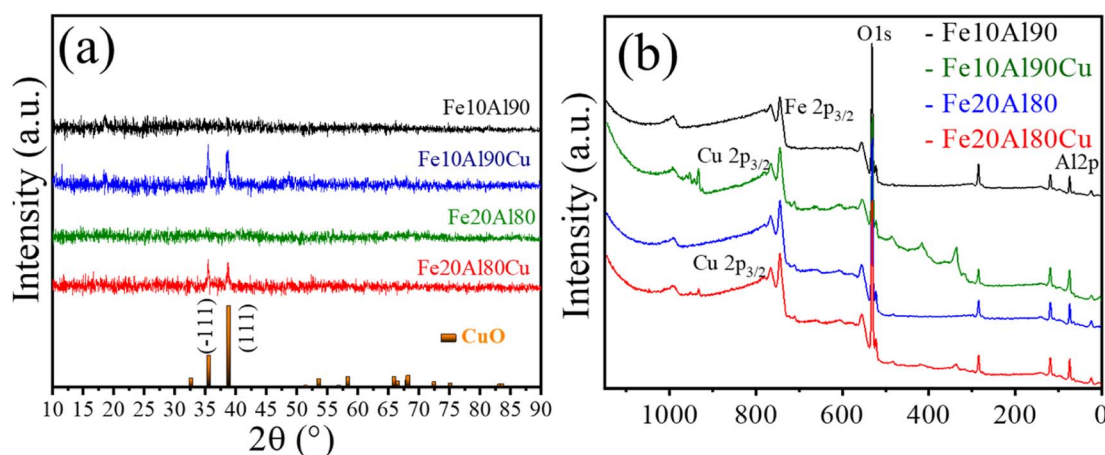 (a)
Intensity (a.u.)
Fe10Al90
Fe10Al90Cu
Fe20Al80
Fe20Al80Cu
(-111)
(111)
CuO
10 15 20 25 30 35 40 45 50 55 60 65 70 75 80 85 90
2θ (°)
(b)
Intensity (a.u.)
O1s
- Fe10Al90
- Fe10Al90Cu
- Fe20Al80
- Fe20Al80Cu
Fe 2p3/2
Cu 2p3/2
Al2p
Cu 2p3/2
1000 800 600 400 200 0